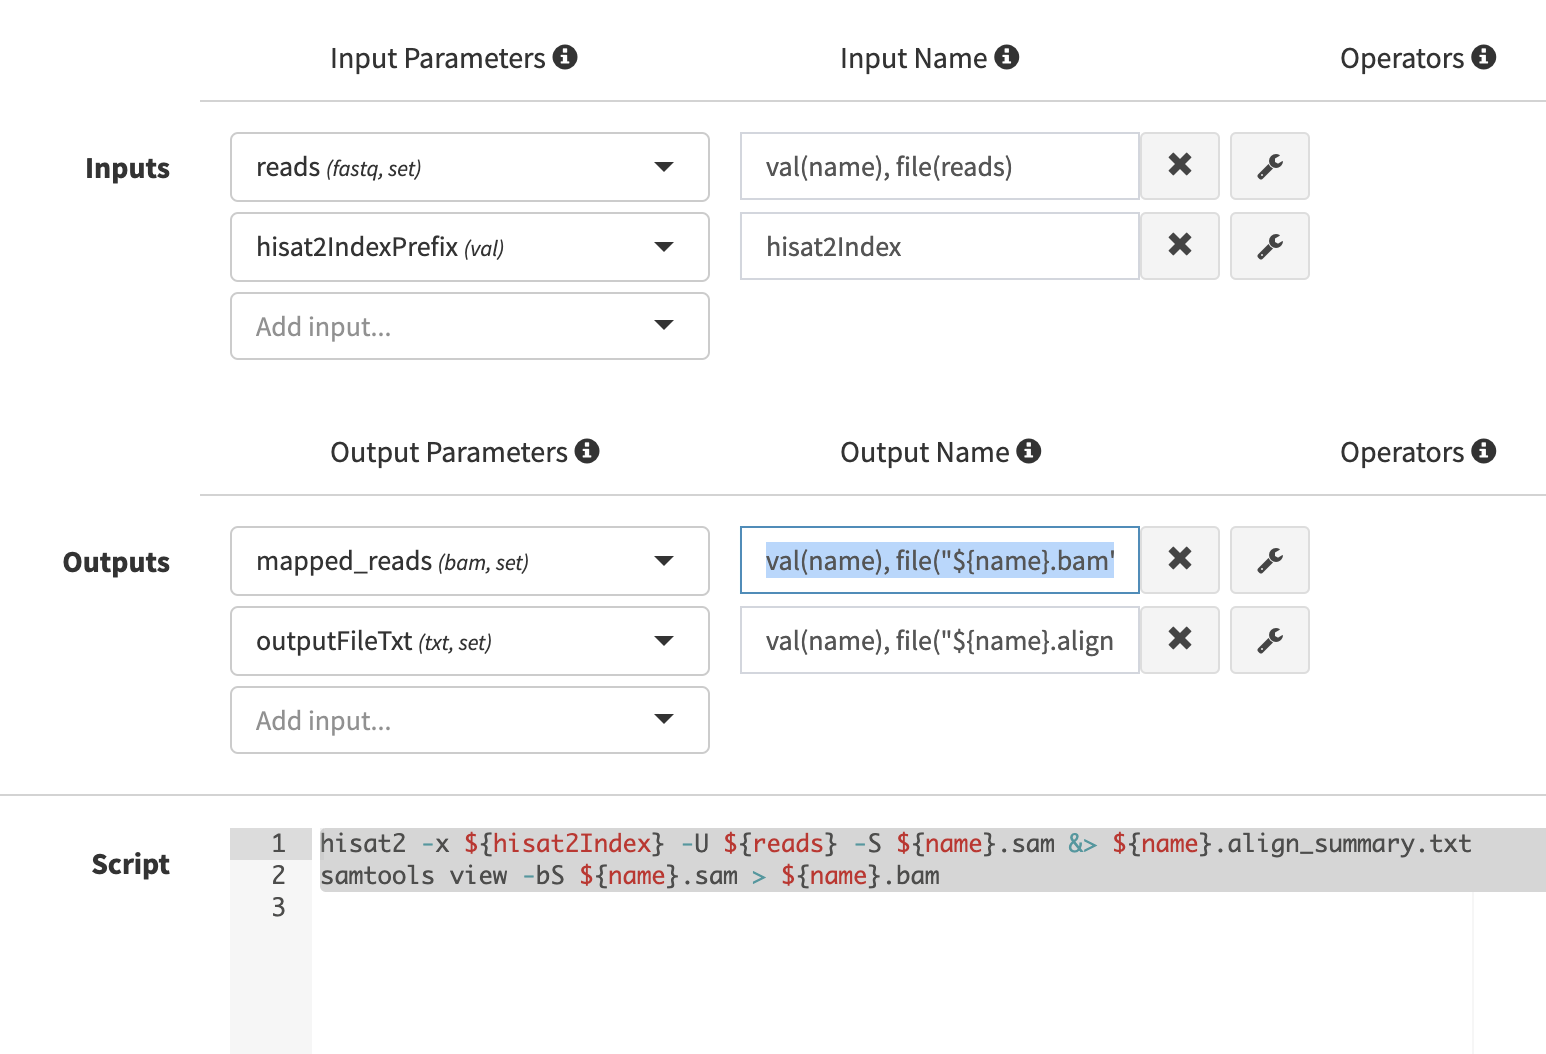 Input Parameters Input Name Operators
Inputs reads (fastq, set) val(name), file(reads)
hisat2IndexPrefix (val) hisat2Index
Add input...
Output Parameters Output Name Operators
Outputs mapped_reads (bam, set) val(name), file("${name}.bam"
outputFileTxt (txt, set) val(name), file("${name}.align
Add input...
Script
1 hisat2 -x ${hisat2Index} -U ${reads} -S ${name}.sam &> ${name}.align_summary.txt
2 samtools view -bS ${name}.sam > ${name}.bam
3